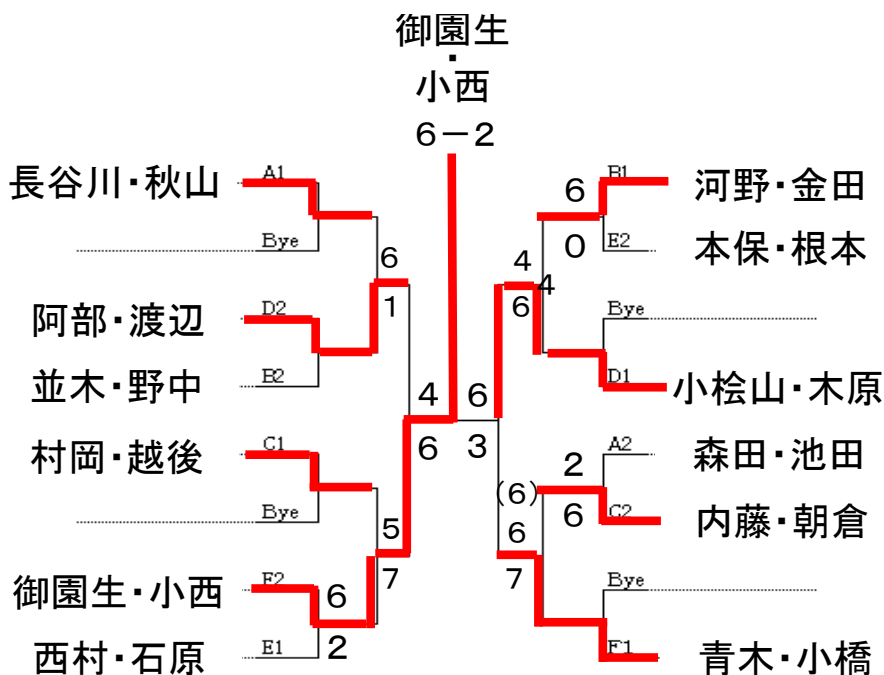 御園生
・
小西
6－2
長谷川・秋山
A1
Bye
6
1
阿部・渡辺
D2
並木・野中
B2
4
6
村岡・越後
C1
Bye
5
7
御園生・小西
F2
6
2
西村・石原
E1
B1
河野・金田
6
0
E2
本保・根本
4
4
6
Bye
D1
小桧山・木原
6
3
A2
森田・池田
2
6
C2
内藤・朝倉
(6)
6
7
Bye
F1
青木・小橋